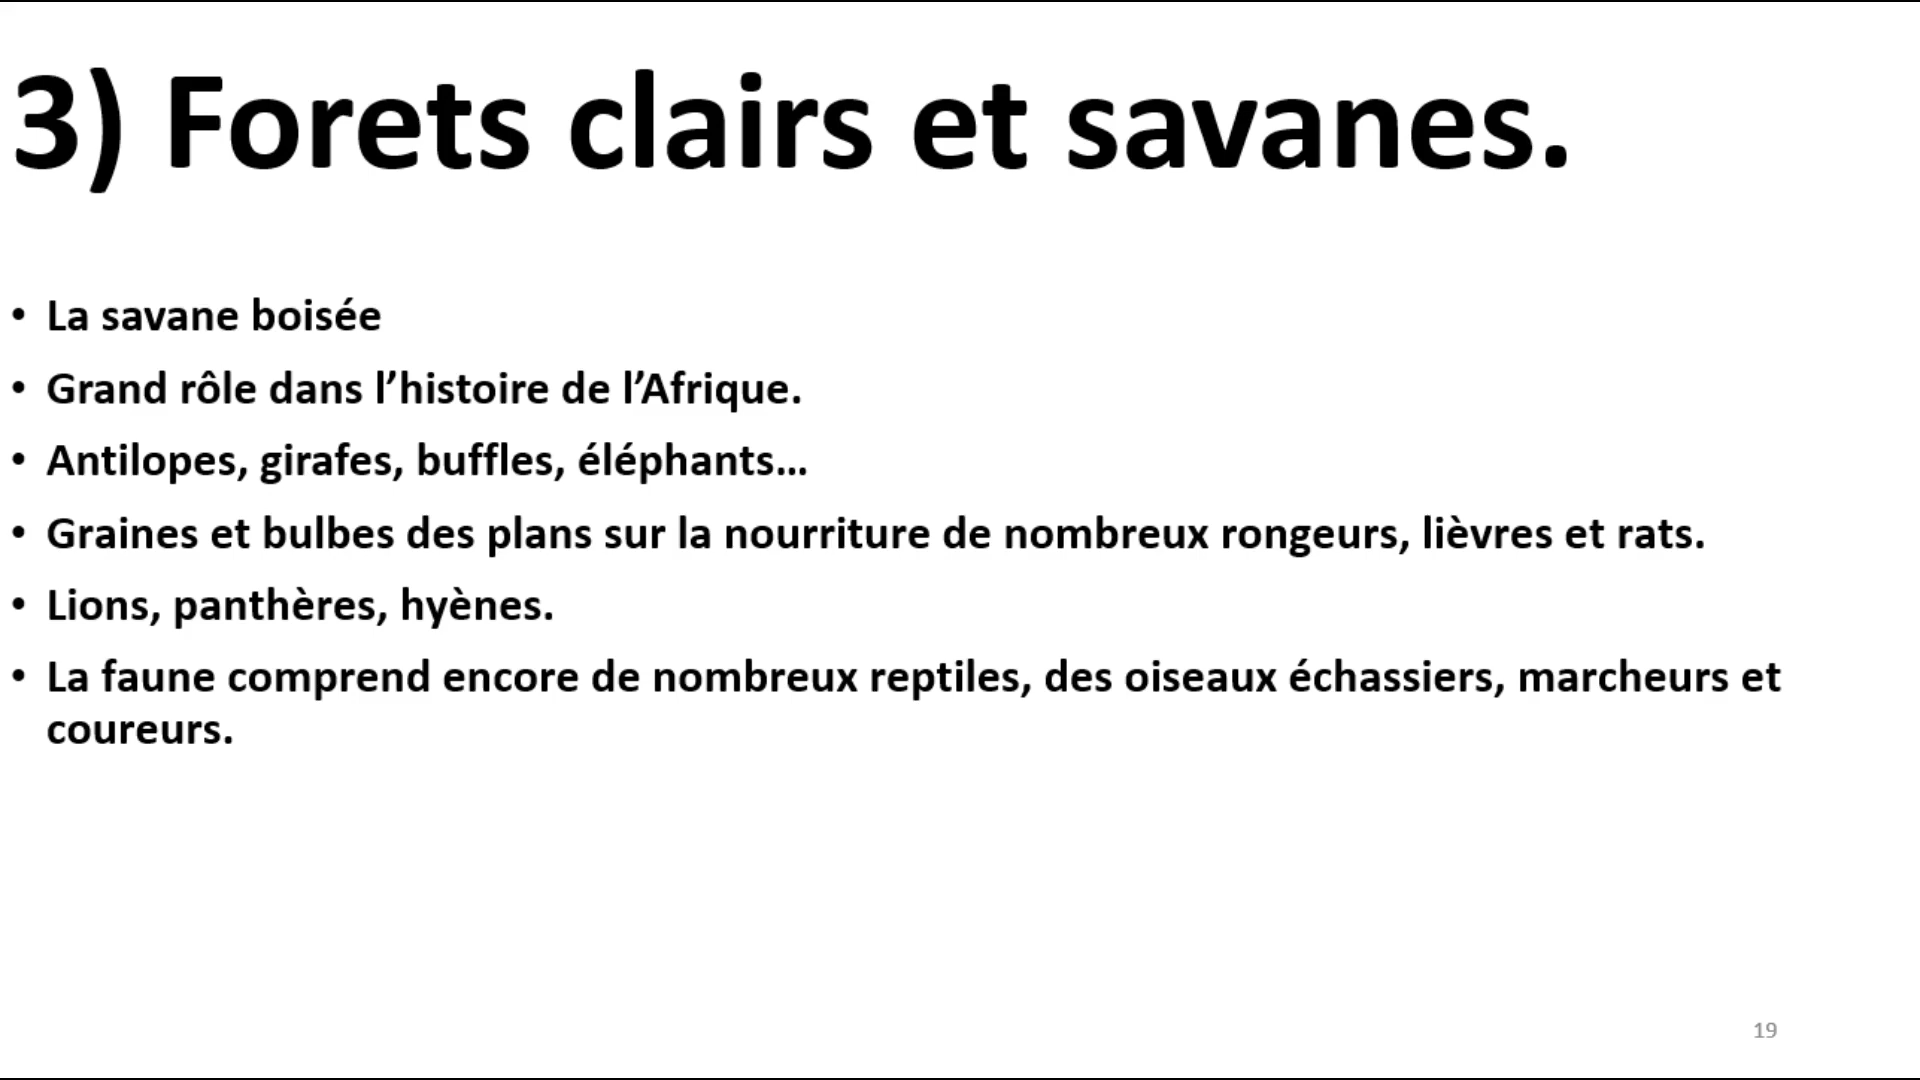 3) Forets clairs et savanes.
• La savane boisée
• Grand rôle dans l’histoire de l’Afrique.
• Antilopes, girafes, buffles, éléphants…
• Graines et bulbes des plans sur la nourriture de nombreux rongeurs, lièvres et rats.
• Lions, panthères, hyènes.
• La faune comprend encore de nombreux reptiles, des oiseaux échassiers, marcheurs et
coureurs.
19